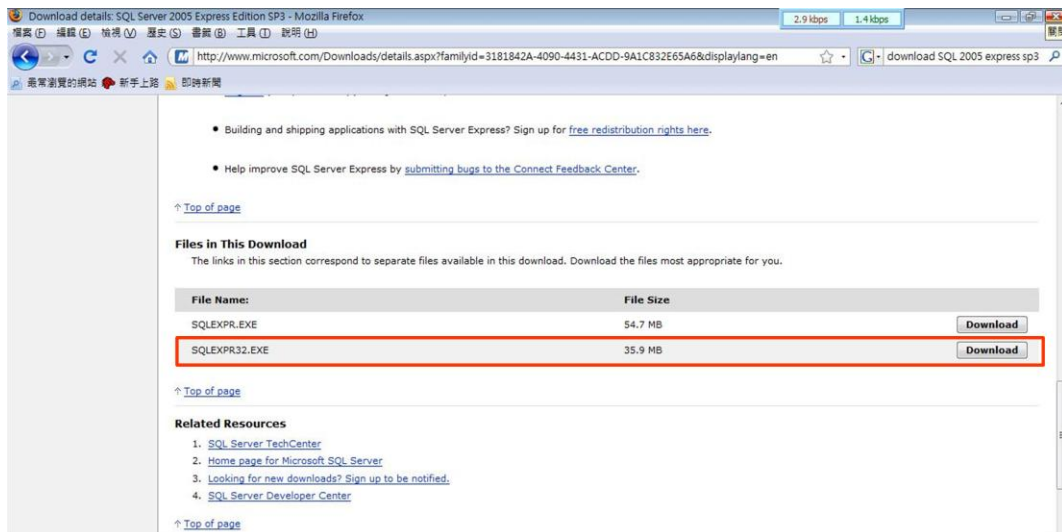 Download details: SQL Server 2005 Express Edition SP3 - Mozilla Firefox
2.9 kbps 1.4 kbps
檔案(F) 編輯(E) 檢視(V) 歷史(S) 書籤(B) 工具(T) 說明(H)
http://www.microsoft.com/Downloads/details.aspx?familyid=3181842A-4090-4431-ACDD-9A1C832E65A6&displaylang=en
download SQL 2005 express sp3
最常瀏覽的網站 新手上路 即時新聞
Building and shipping applications with SQL Server Express? Sign up for free redistribution rights here.
Help improve SQL Server Express by submitting bugs to the Connect Feedback Center.
Top of page
Files in This Download
The links in this section correspond to separate files available in this download. Download the files most appropriate for you.
File Name: File Size
SQLEXPR.EXE 54.7 MB Download
SQLEXPR32.EXE 35.9 MB Download
Top of page
Related Resources
1. SQL Server TechCenter
2. Home page for Microsoft SQL Server
3. Looking for new downloads? Sign up to be notified.
4. SQL Server Developer Center
Top of page